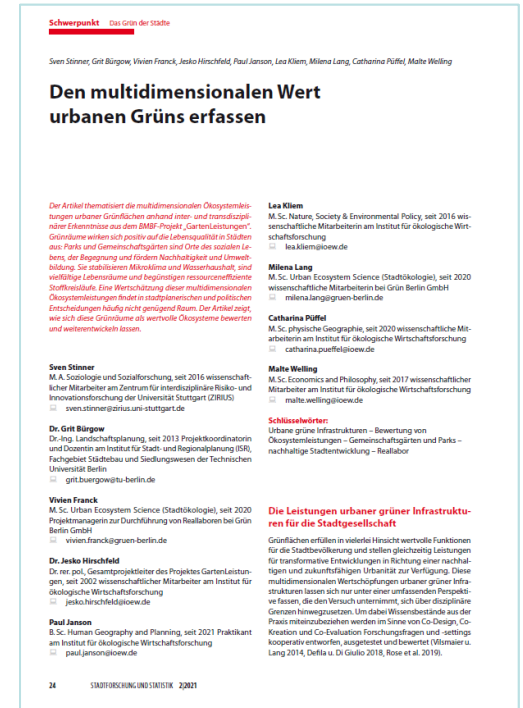 Schwerpunkt Das Grün der Städte
Sven Stinner, Grit Bürgow, Vivien Franck, Jesko Hirschfeld, Paul Janson, Lea Kliem, Milena Lang, Catharina Püffel, Malte Welling
Den multidimensionalen Wert
urbanen Grüns erfassen
Der Artikel thematisiert die multidimensionalen Ökosystemleis-
tungen urbaner Grünflächen anhand inter- und transdiszipli-
närer Erkenntnisse aus dem BMBF-Projekt „GartenLeistungen“.
Grünräume wirken sich positiv auf die Lebensqualität in Städten
aus: Parks und Gemeinschaftsgärten sind Orte des sozialen Le-
bens, der Begegnung und fördern Nachhaltigkeit und Umwelt-
bildung. Sie stabilisieren Mikroklima und Wasserhaushalt, sind
vielfältige Lebensräume und begünstigen ressourceneffiziente
Stoffkreisläufe. Eine Wertschätzung dieser multidimensionalen
Ökosystemleistungen findet in stadtplanerischen und politischen
Entscheidungen häufig nicht genügend Raum. Der Artikel zeigt,
wie sich diese Grünräume als wertvolle Ökosysteme bewerten
und weiterentwickeln lassen.
Sven Stinner
M. A. Soziologie und Sozialforschung, seit 2016 wissenschaft-
licher Mitarbeiter am Zentrum für interdisziplinäre Risiko- und
Innovationsforschung der Universität Stuttgart (ZIRIUS)
sven.stinner@zirius.uni-stuttgart.de
Dr. Grit Bürgow
Dr.-Ing. Landschaftsplanung, seit 2013 Projektkoordinatorin
und Dozentin am Institut für Stadt- und Regionalplanung (ISR),
Fachgebiet Städtebau und Siedlungswesen der Technischen
Universität Berlin
grit.buergow@tu-berlin.de
Vivien Franck
M. Sc. Urban Ecosystem Science (Stadtökologie), seit 2020
Projektmanagerin zur Durchführung von Reallaboren bei Grün
Berlin GmbH
vivien.franck@gruen-berlin.de
Dr. Jesko Hirschfeld
Dr. rer. pol., Gesamtprojektleiter des Projektes GartenLeistun-
gen, seit 2002 wissenschaftlicher Mitarbeiter am Institut für
ökologische Wirtschaftsforschung
jesko.hirschfeld@ioew.de
Paul Janson
B. Sc. Human Geography and Planning, seit 2021 Praktikant
am Institut für ökologische Wirtschaftsforschung
paul.janson@ioew.de
Lea Kliem
M. Sc. Nature, Society & Environmental Policy, seit 2016 wis-
senschaftliche Mitarbeiterin am Institut für ökologische Wirt-
schaftsforschung
lea.kliem@ioew.de
Milena Lang
M. Sc. Urban Ecosystem Science (Stadtökologie), seit 2020
wissenschaftliche Mitarbeiterin bei Grün Berlin GmbH
milena.lang@gruen-berlin.de
Catharina Püffel
M. Sc. physische Geographie, seit 2020 wissenschaftliche Mit-
arbeiterin am Institut für ökologische Wirtschaftsforschung
catharina.pueffel@ioew.de
Malte Welling
M. Sc. Economics and Philosophy, seit 2017 wissenschaftlicher
Mitarbeiter am Institut für ökologische Wirtschaftsforschung
malte.welling@ioew.de
Schlüsselwörter:
Urbane grüne Infrastrukturen – Bewertung von
Ökosystemleistungen – Gemeinschaftsgärten und Parks –
nachhaltige Stadtentwicklung – Reallabor
Die Leistungen urbaner grüner Infrastruktu-
ren für die Stadtgesellschaft
Grünflächen erfüllen in vielerlei Hinsicht wertvolle Funktionen
für die Stadtbevölkerung und stellen gleichzeitig Leistungen
für transformative Entwicklungen in Richtung einer nachhal-
tigen und zukunftsfähigen Urbanität zur Verfügung. Diese
multidimensionalen Wertschöpfungen urbaner grüner Infra-
strukturen lassen sich nur unter einer umfassenden Perspekti-
ve fassen, die den Versuch unternimmt, sich über disziplinäre
Grenzen hinwegzusetzen. Um dabei Wissensbestände aus der
Praxis miteinzubeziehen werden im Sinne von Co-Design, Co-
Kreation und Co-Evaluation Forschungsfragen und -settings
kooperativ entworfen, ausgetestet und bewertet (Vilsmaier u.
Lang 2014, Defila u. Di Giulio 2018, Rose et al. 2019).
24 STADTFORSCHUNG UND STATISTIK 2|2021